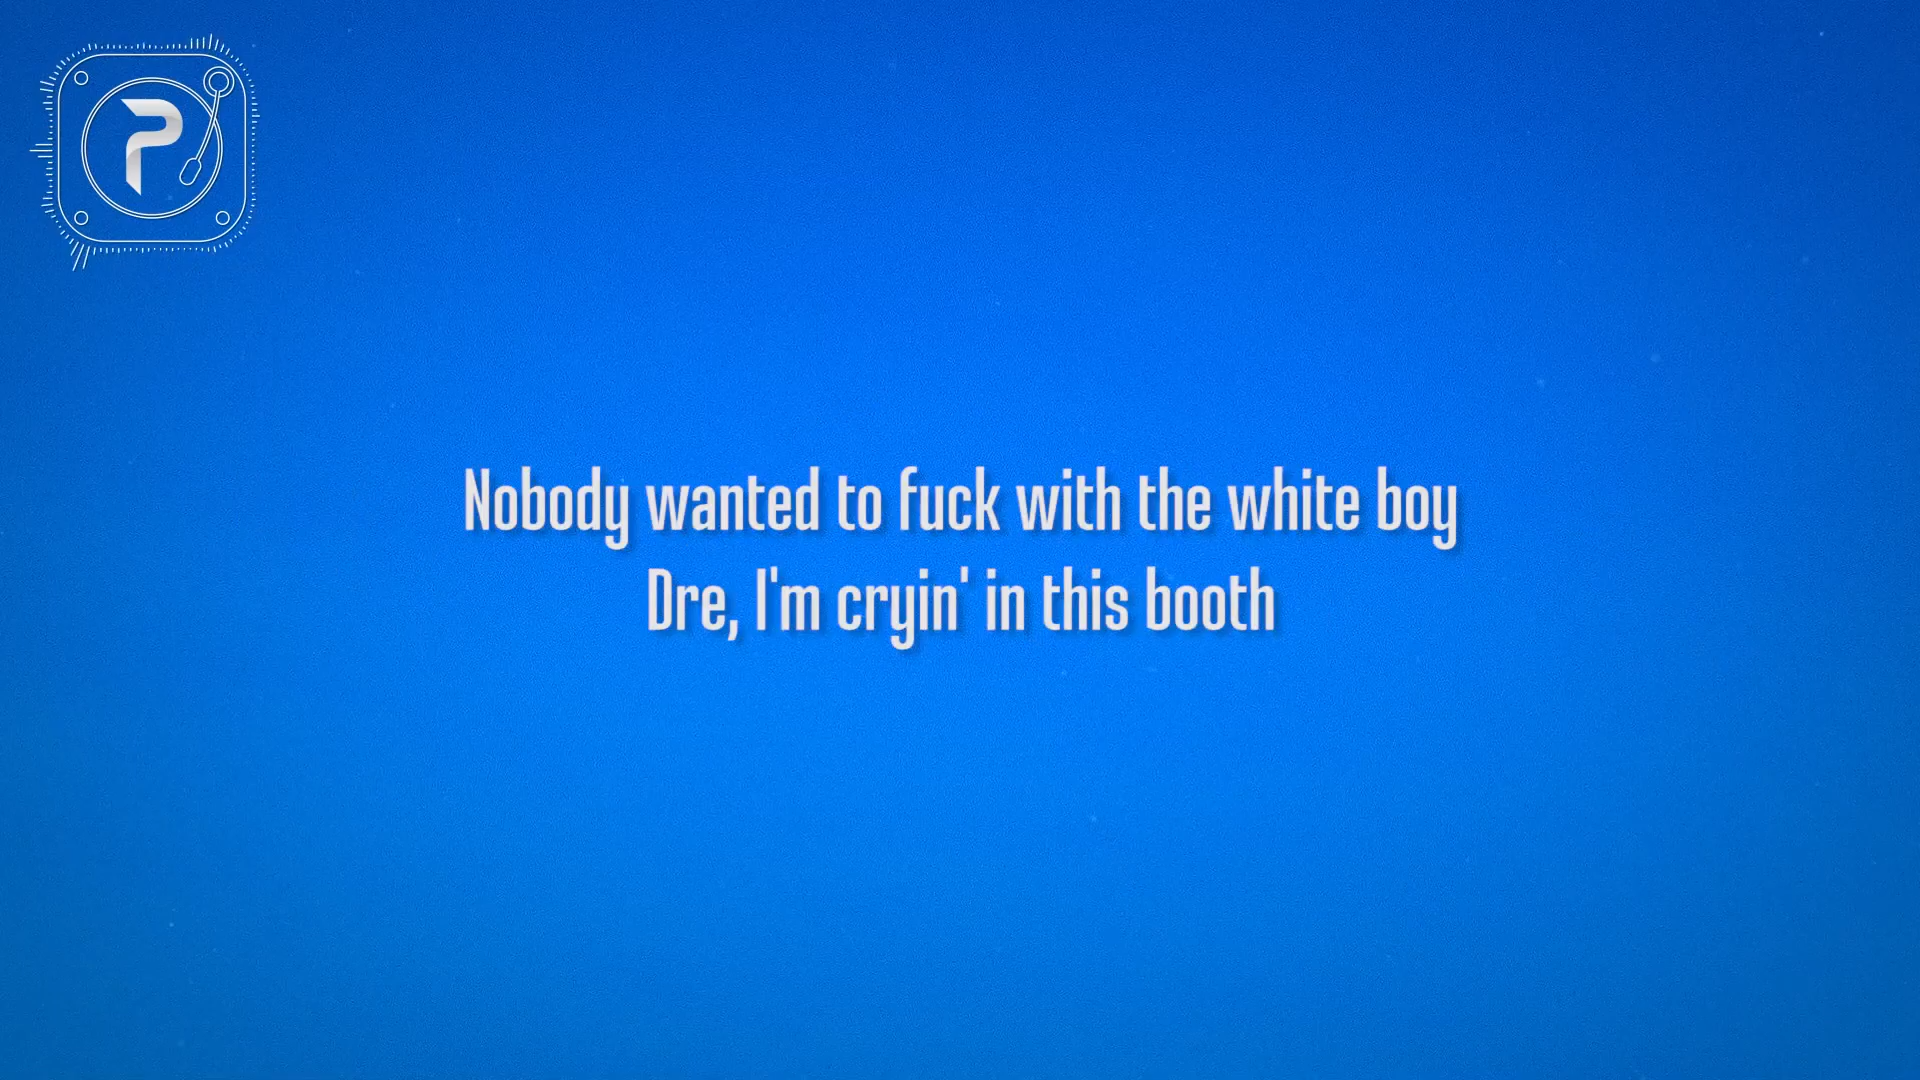 P
Nobody wanted to fuck with the white boy
Dre, I'm cryin' in this booth